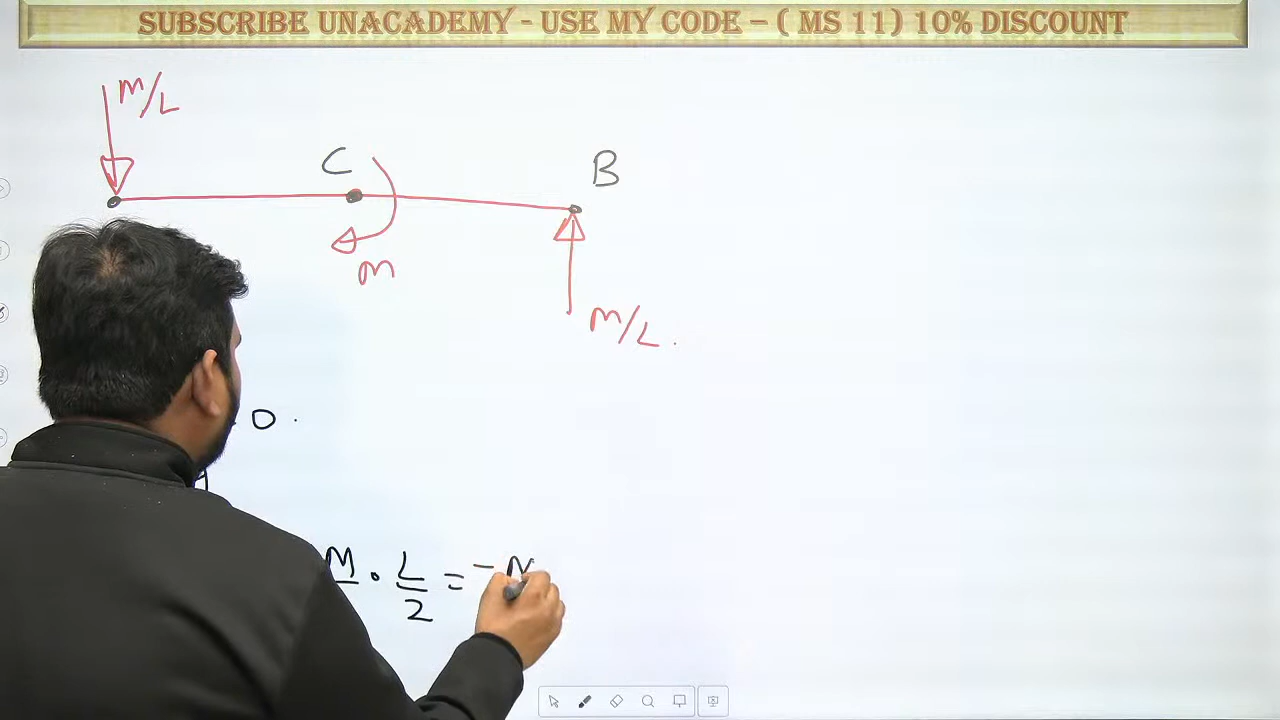 SUBSCRIBE UNACADEMY - USE MY CODE – ( MS 11) 10% DISCOUNT
M/L
C
B
m
M/L.
0 .
M · L/2 = -